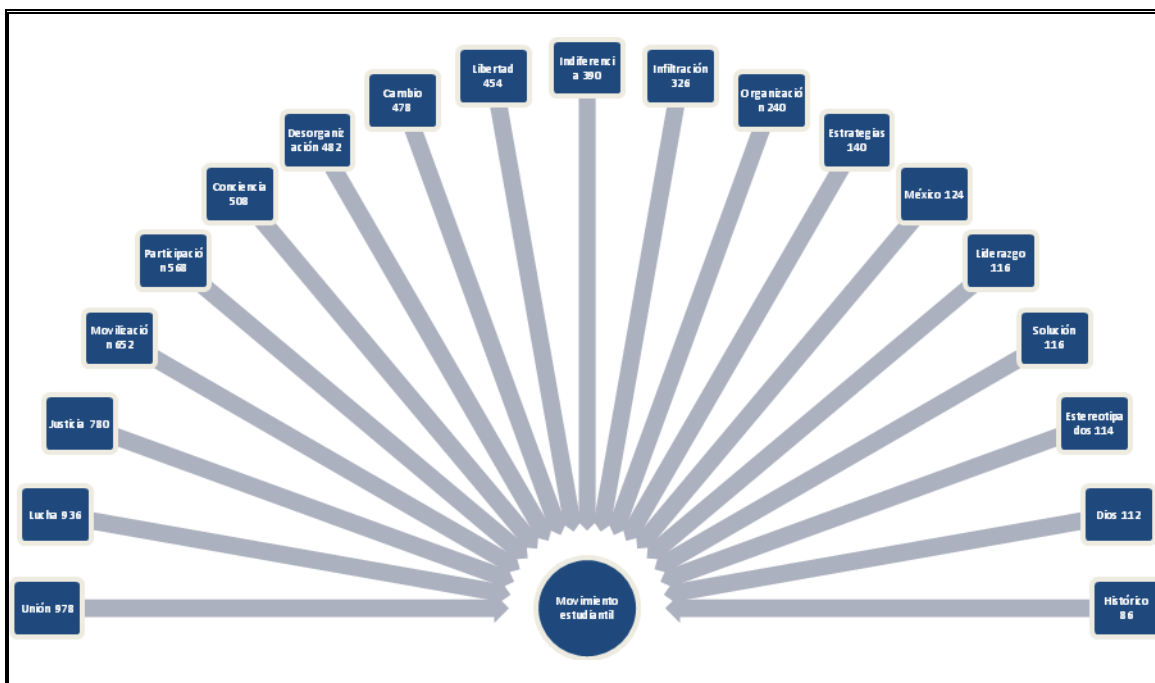 Unión 978
Lucha 936
Justicia 780
Movilizació
n 652
Participació
n 568
Conciencia
508
Desorganiz
ación 482
Cambio
478
Libertad
454
Indiferenci
a 390
Infiltración
326
Organizació
n 240
Estrategias
140
México 124
Liderazgo
116
Solución
116
Estereotipa
dos 114
Dios 112
Histórico
86
Movimiento
estudiantil